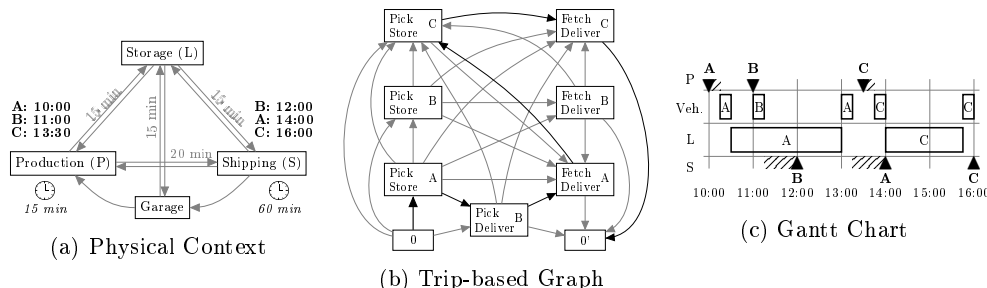 Storage (L)
A: 10:00
B: 11:00
C: 13:30
15 min
15 min
15 min
B: 12:00
A: 14:00
C: 16:00
20 min
Production (P)
Shipping (S)
15 min
Garage
60 min
(a) Physical Context
Pick
Store C
Fetch
Deliver C
Pick
Store B
Fetch
Deliver B
Pick
Store A
Fetch
Deliver A
Pick
Deliver B
0
0'
(b) Trip-based Graph
A B C
P
Veh. A B A C C
L A C
S
B A C
10:00 11:00 12:00 13:00 14:00 15:00 16:00
(c) Gantt Chart